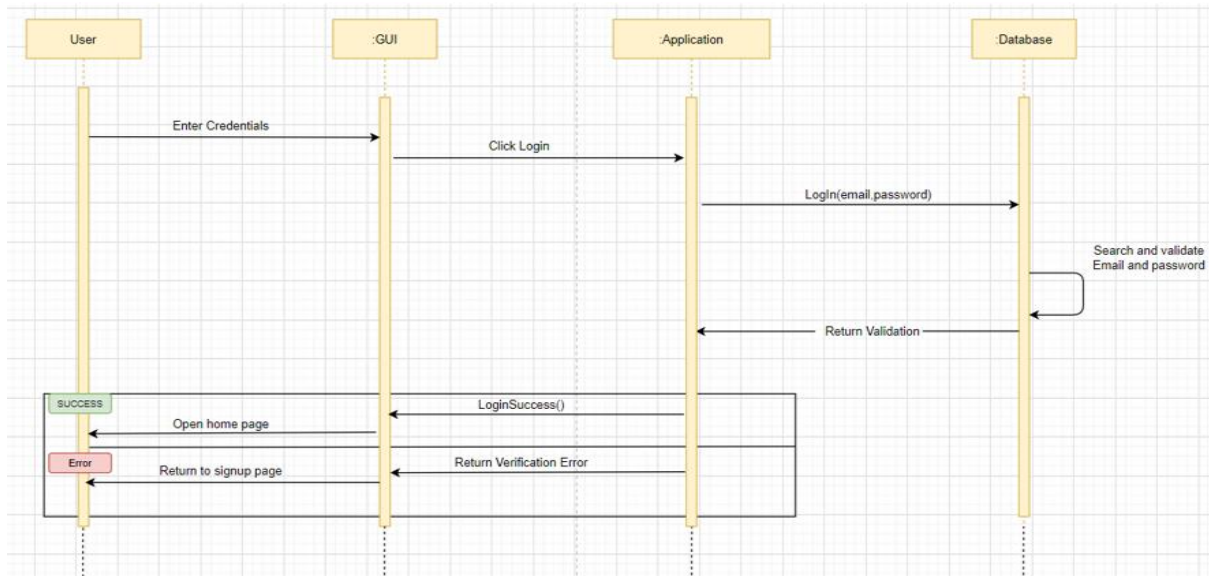 User
:GUI
:Application
:Database
Enter Credentials
Click Login
LogIn(email,password)
Search and validate
Email and password
Return Validation
SUCCESS
LoginSuccess()
Open home page
Error
Return Verification Error
Return to signup page